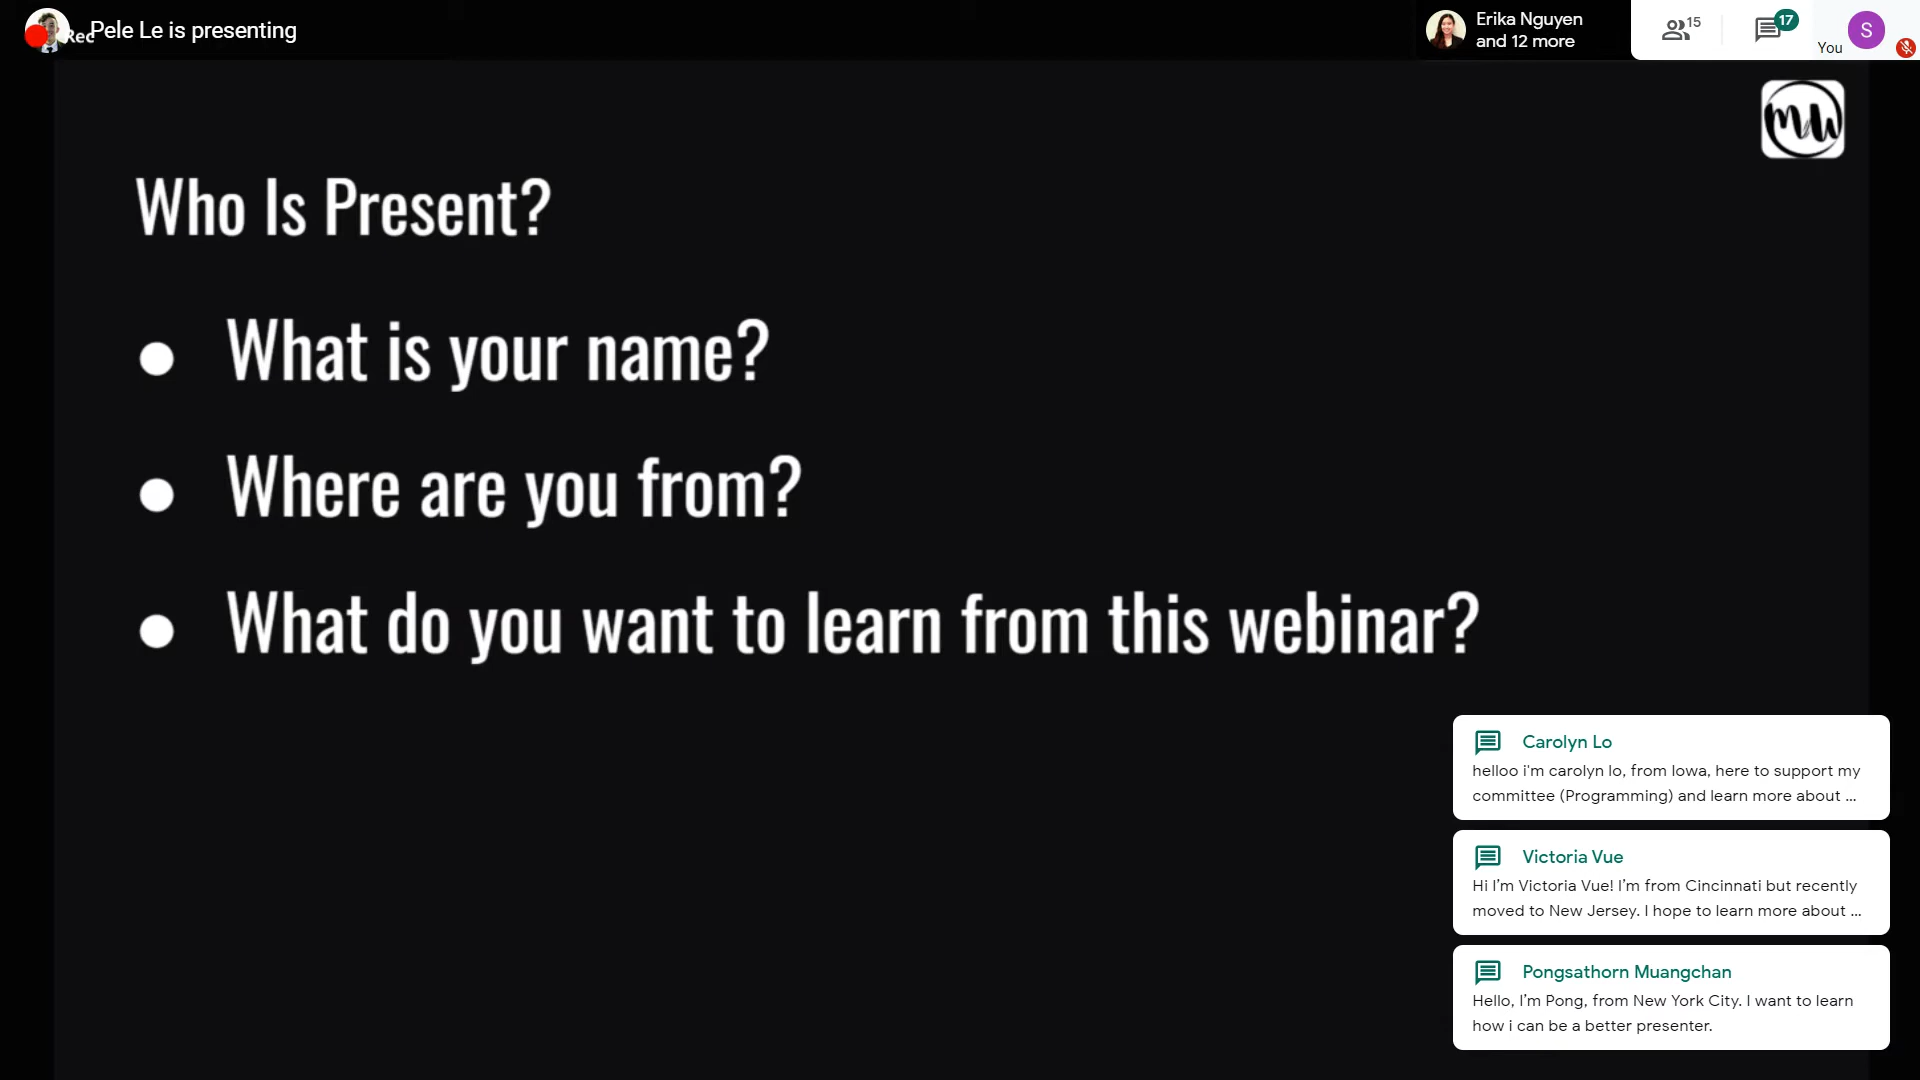 Rec
Pele Le is presenting
Erika Nguyen
and 12 more
15
17
You
S
MW
Who Is Present?
● What is your name?
● Where are you from?
● What do you want to learn from this webinar?
Carolyn Lo
helloo i'm carolyn lo, from Iowa, here to support my
committee (Programming) and learn more about ...
Victoria Vue
Hi I'm Victoria Vue! I'm from Cincinnati but recently
moved to New Jersey. I hope to learn more about ...
Pongsathorn Muangchan
Hello, I'm Pong, from New York City. I want to learn
how i can be a better presenter.